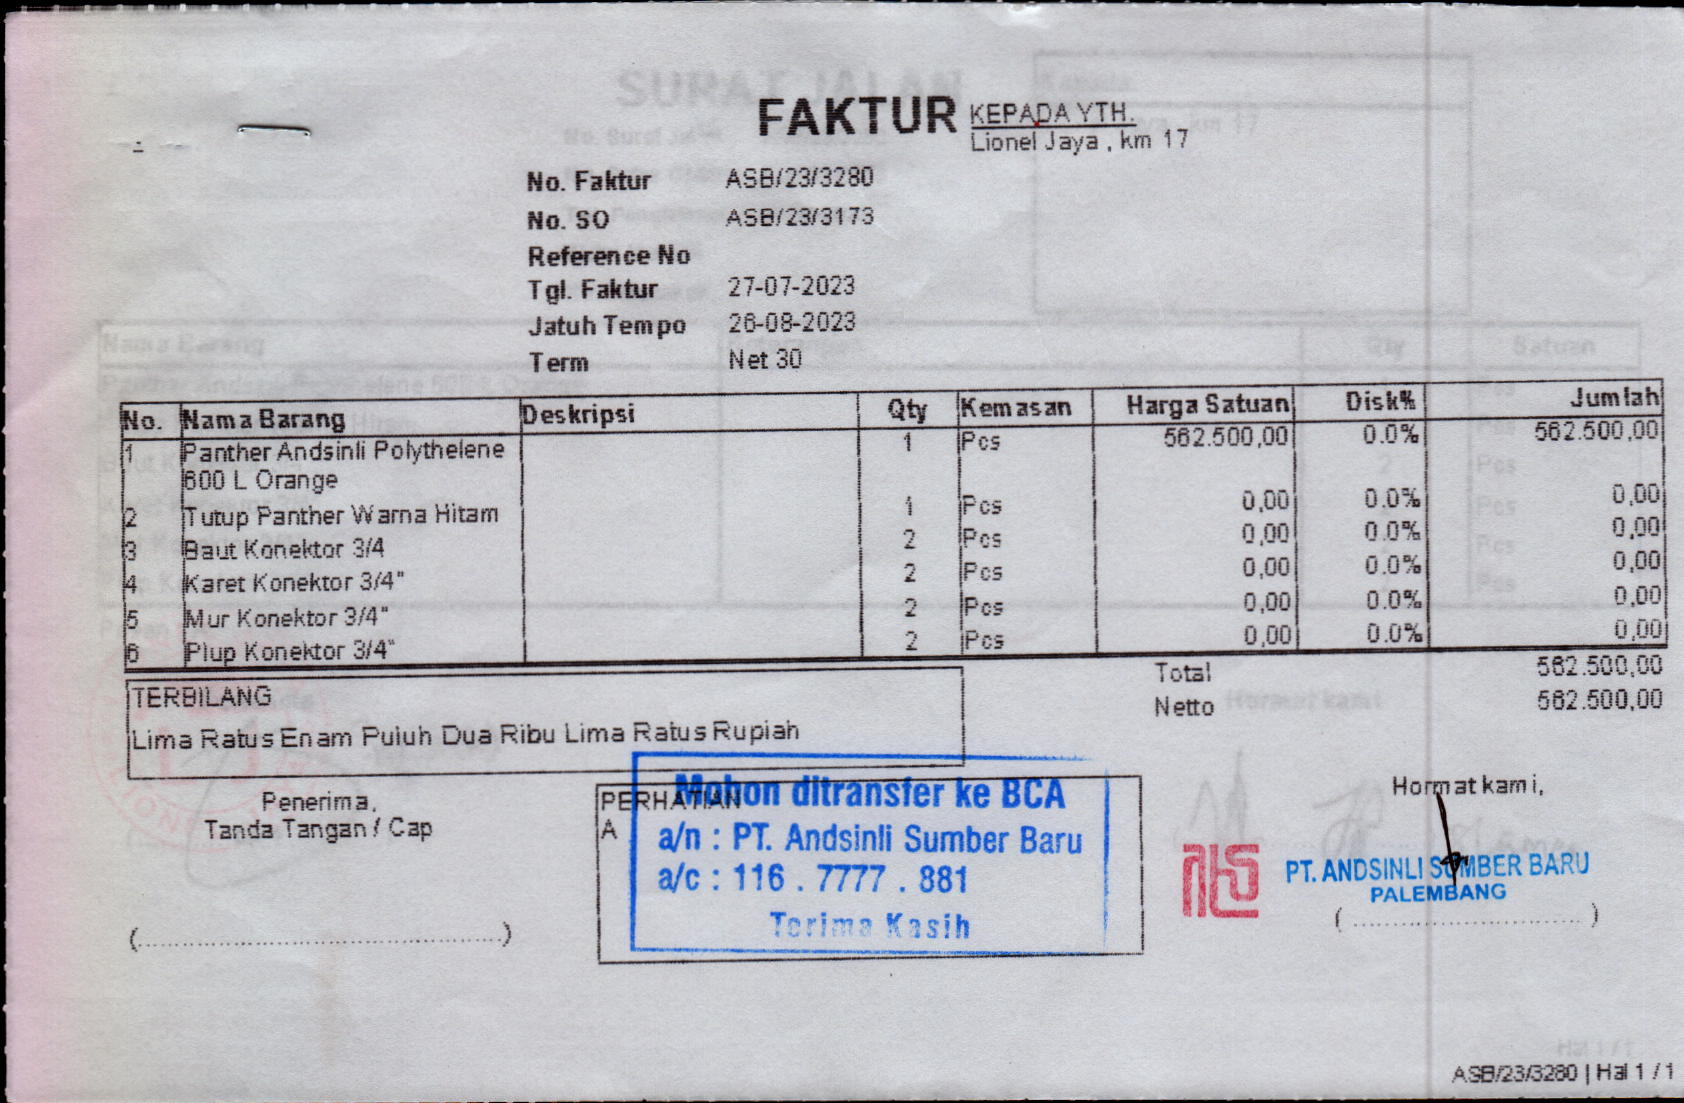 FAKTUR
KEPADA YTH.
Lionel Jaya , km 17
No. Faktur ASB/23/3280
No. SO ASB/23/3173
Reference No
Tgl. Faktur 27-07-2023
Jatuh Tempo 26-08-2023
Term Net 30
No. Nama Barang Deskripsi Qty Kemasan Harga Satuan Disk% Jumlah
1 Panther Andsinli Polythelene 1 Pcs 562.500,00 0.0% 562.500,00
600 L Orange
2 Tutup Panther Warna Hitam 1 Pcs 0,00 0.0% 0,00
3 Baut Konektor 3/4 2 Pcs 0,00 0.0% 0,00
4 Karet Konektor 3/4" 2 Pcs 0,00 0.0% 0,00
5 Mur Konektor 3/4" 2 Pcs 0,00 0.0% 0,00
6 Plup Konektor 3/4" 2 Pcs 0,00 0.0% 0,00
Total 562.500,00
Netto 562.500,00
TERBILANG
Lima Ratus Enam Puluh Dua Ribu Lima Ratus Rupiah
Penerima,
Tanda Tangan / Cap
(..................................................)
PERHATIAN
A
Mohon ditransfer ke BCA
a/n : PT. Andsinli Sumber Baru
a/c : 116 . 7777 . 881
Terima Kasih
Hormat kami,
PT. ANDSINLI SUMBER BARU
PALEMBANG
( ................................ )
ASB/23/3280 | Hal 1 / 1